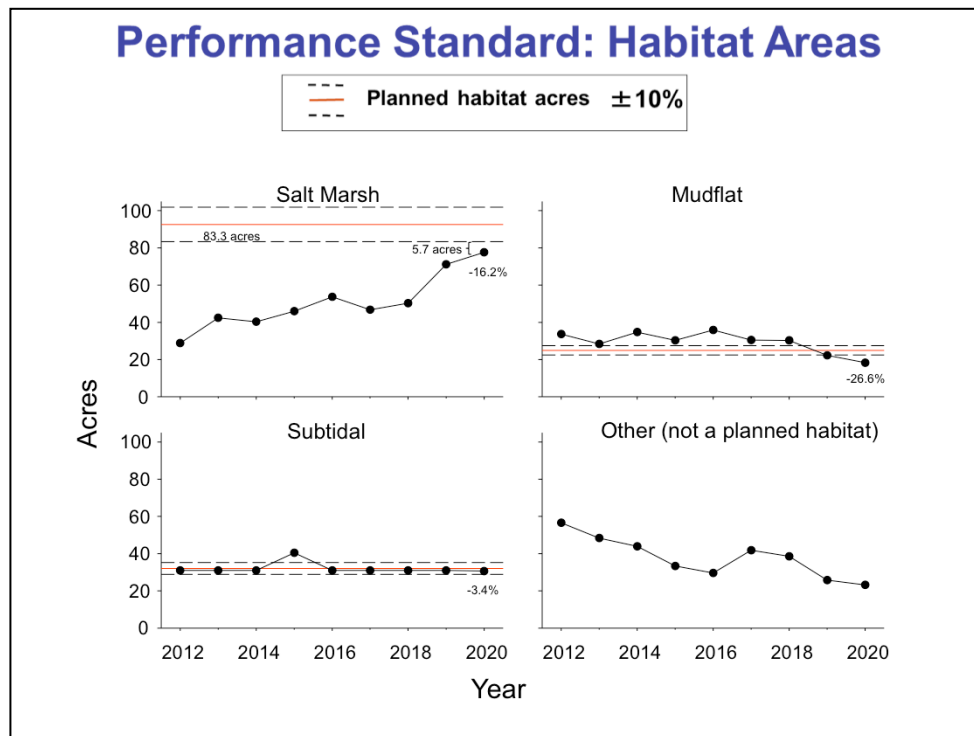 Performance Standard: Habitat Areas
Planned habitat acres ±10%
Salt Marsh
Mudflat
100
80
60
40
20
0
83.3 acres
5.7 acres
-16.2%
-26.6%
Acres
Subtidal
Other (not a planned habitat)
100
80
60
40
20
0
-3.4%
2012 2014 2016 2018 2020
2012 2014 2016 2018 2020
Year